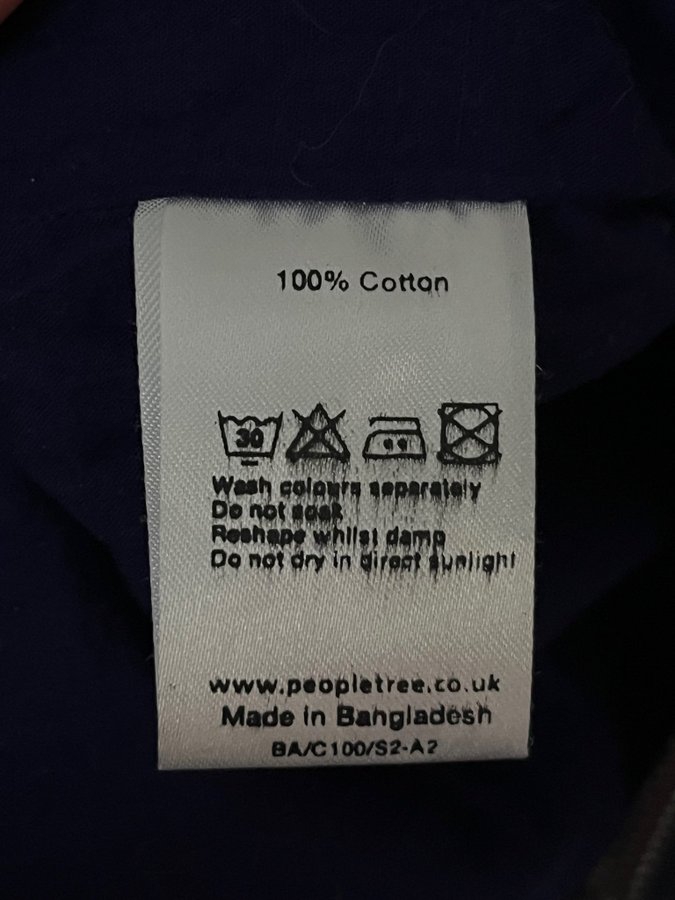 100% Cotton
30
Wash colours separately
Do not soak
Reshape whilst damp
Do not dry in direct sunlight
www.peopletree.co.uk
Made in Bangladesh
BA/C100/S2-A2